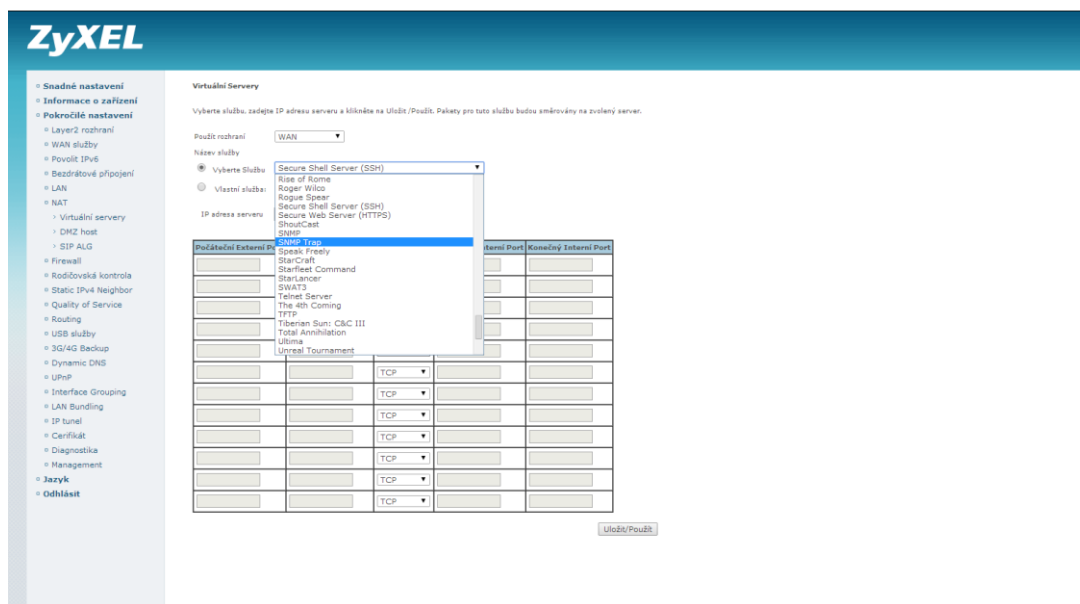 ZyXEL
Snadné nastavení
Informace o zařízení
Pokročilé nastavení
Layer2 rozhraní
WAN služby
Povolit IPv6
Bezdrátové připojení
LAN
NAT
Virtuální servery
DMZ host
SIP ALG
Firewall
Rodičovská kontrola
Static IPv4 Neighbor
Quality of Service
Routing
USB služby
3G/4G Backup
Dynamic DNS
UPnP
Interface Grouping
LAN Bundling
IP tunel
Cerifikát
Diagnostika
Management
Jazyk
Odhlásit
Virtuální Servery
Vyberte službu, zadejte IP adresu serveru a klikněte na Uložit /Použít. Pakety pro tuto službu budou směrovány na zvolený server.
Použít rozhraní WAN
Název služby
Vyberte Službu Secure Shell Server (SSH)
Vlastní služba:
IP adresa serveru
Rise of Rome
Roger Wilco
Rogue Spear
Secure Shell Server (SSH)
Secure Web Server (HTTPS)
ShoutCast
SNMP
SNMP Trap
Speak Freely
StarCraft
Starfleet Command
StarLancer
SWAT3
Telnet Server
The 4th Coming
TFTP
Tiberian Sun: C&C III
Total Annihilation
Ultima
Unreal Tournament
Počáteční Externí Port Konečný Interní Port
TCP
TCP
TCP
TCP
TCP
TCP
TCP
Uložit/Použít